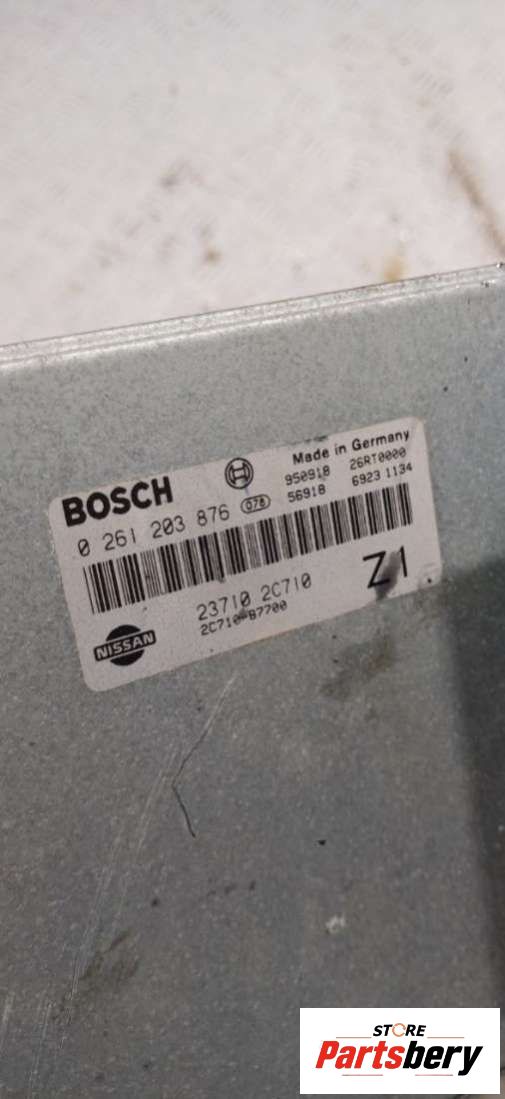 BOSCH
Made in Germany
0 261 203 876 078
950918 26RT0000
56918 6923 1134
23710 2C710
2C710-B7700
Z1
NISSAN
STORE
Partsbery